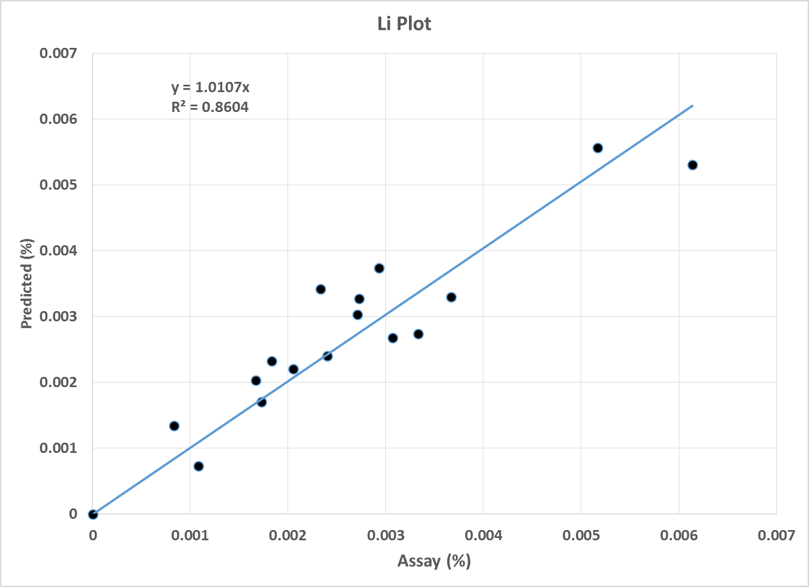 Li Plot
0.007
y = 1.0107x
R² = 0.8604
0.006
0.005
0.004
Predicted (%)
0.003
0.002
0.001
0
0 0.001 0.002 0.003 0.004 0.005 0.006 0.007
Assay (%)